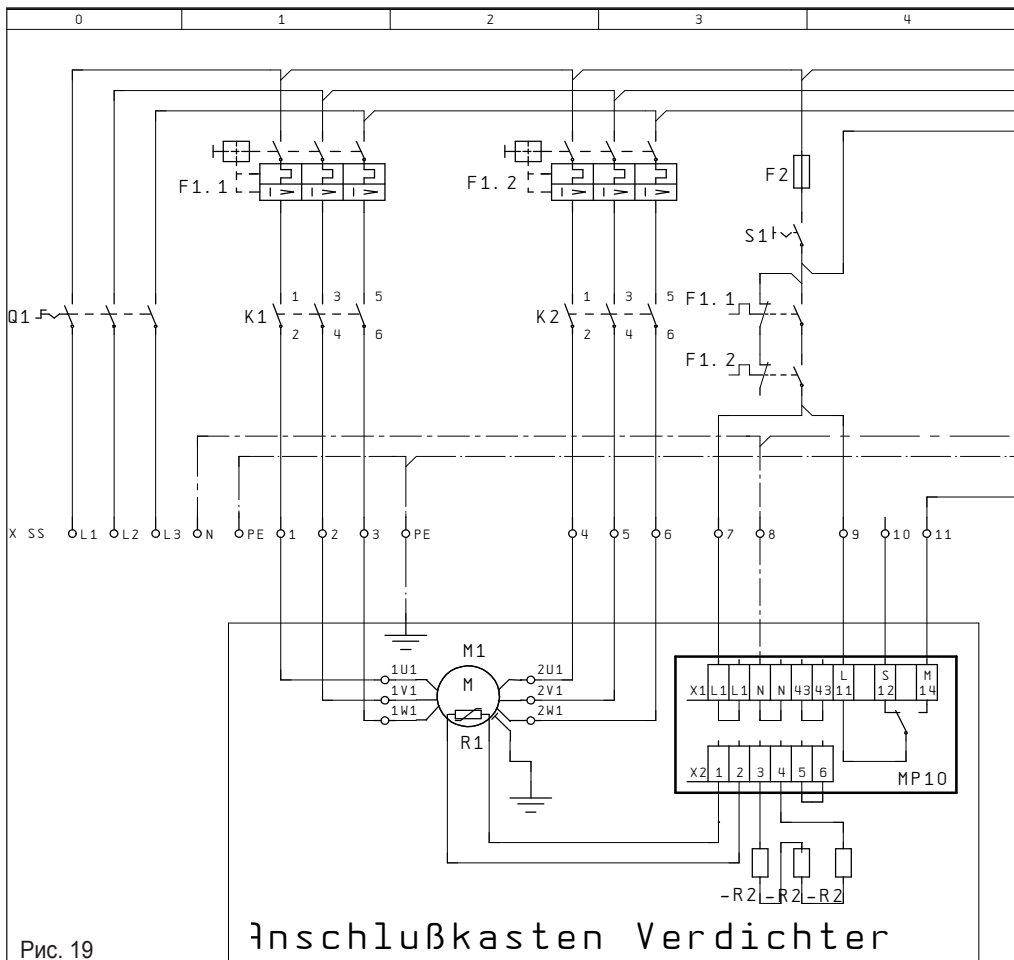 0 1 2 3 4
F1.1 I> I> I> F1.2 I> I> I> F2
S1
Q1 K1 1 3 5 K2 1 3 5 F1.1
2 4 6 2 4 6
F1.2
X SS L1 L2 L3 N PE 1 2 3 PE 4 5 6 7 8 9 10 11
M1
1U1 M 2U1 X1 L1 L1 N N 43 43 L 11 S 12 M 14
1V1 2V1
1W1 2W1
R1
X2 1 2 3 4 5 6 MP10
-R2 -R2 -R2
Anschlußkasten Verdichter
Рис. 19